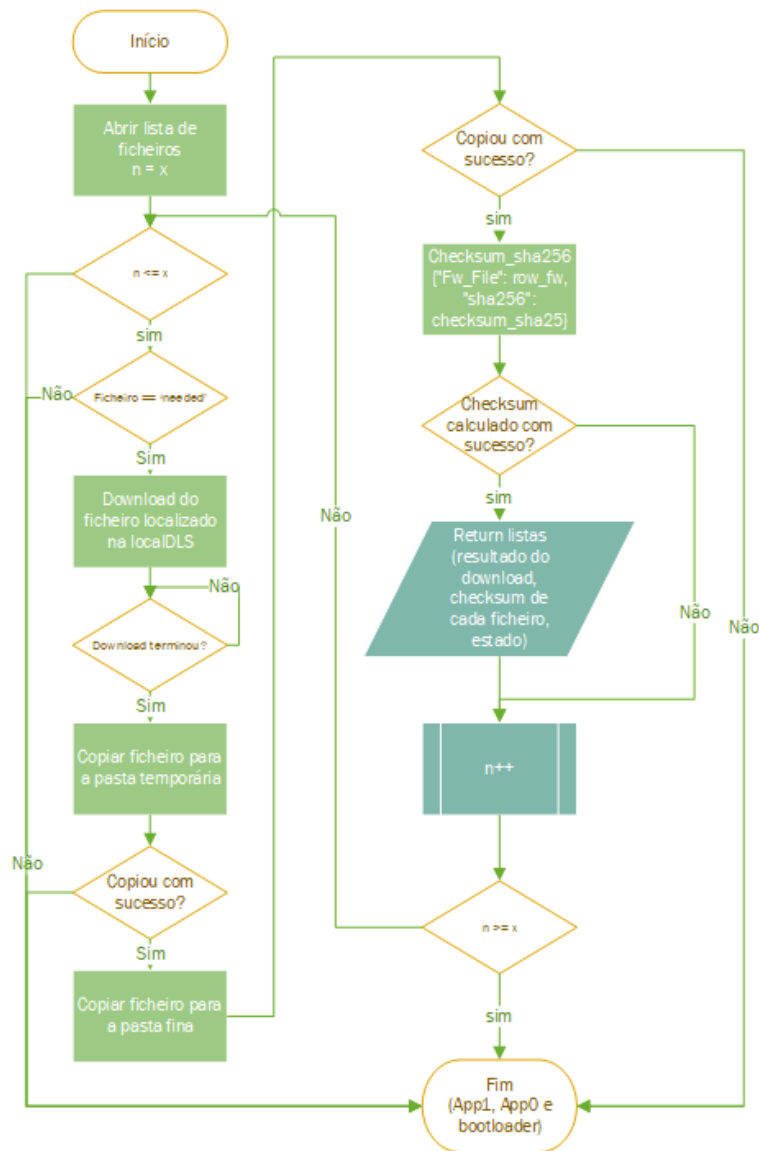 Início
Abrir lista de
ficheiros
n = x
n <= x
sim
Não
Ficheiro == 'needed'
Sim
Download do
ficheiro localizado
na localDLS
Não
Download terminou?
Sim
Copiar ficheiro para
a pasta temporária
Não
Copiou com
sucesso?
Sim
Copiar ficheiro para
a pasta fina
Não
Copiou com
sucesso?
sim
Checksum_sha256
{"Fw_File": row_fw,
"sha256":
checksum_sha25}
Checksum
calculado com
sucesso?
sim
Return listas
(resultado do
download,
checksum de
cada ficheiro,
estado)
Não
Não
n++
n >= x
sim
Fim
(App1, App0 e
bootloader)